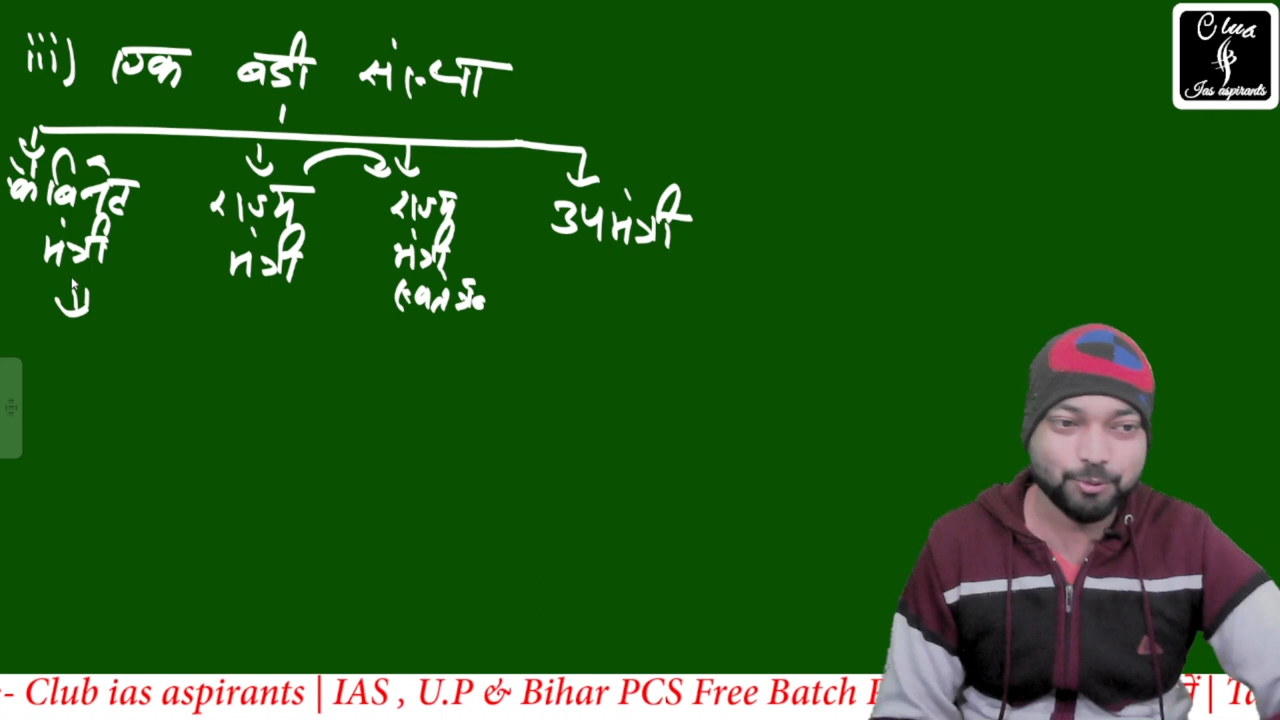 iii) एक बडी संस्था
कैबिनेट राज्य राज्य उपमंत्री
मंत्री मंत्री मंत्री
स्वतंत्र
Club
Ias aspirants
- Club ias aspirants | IAS , U.P & Bihar PCS Free Batch